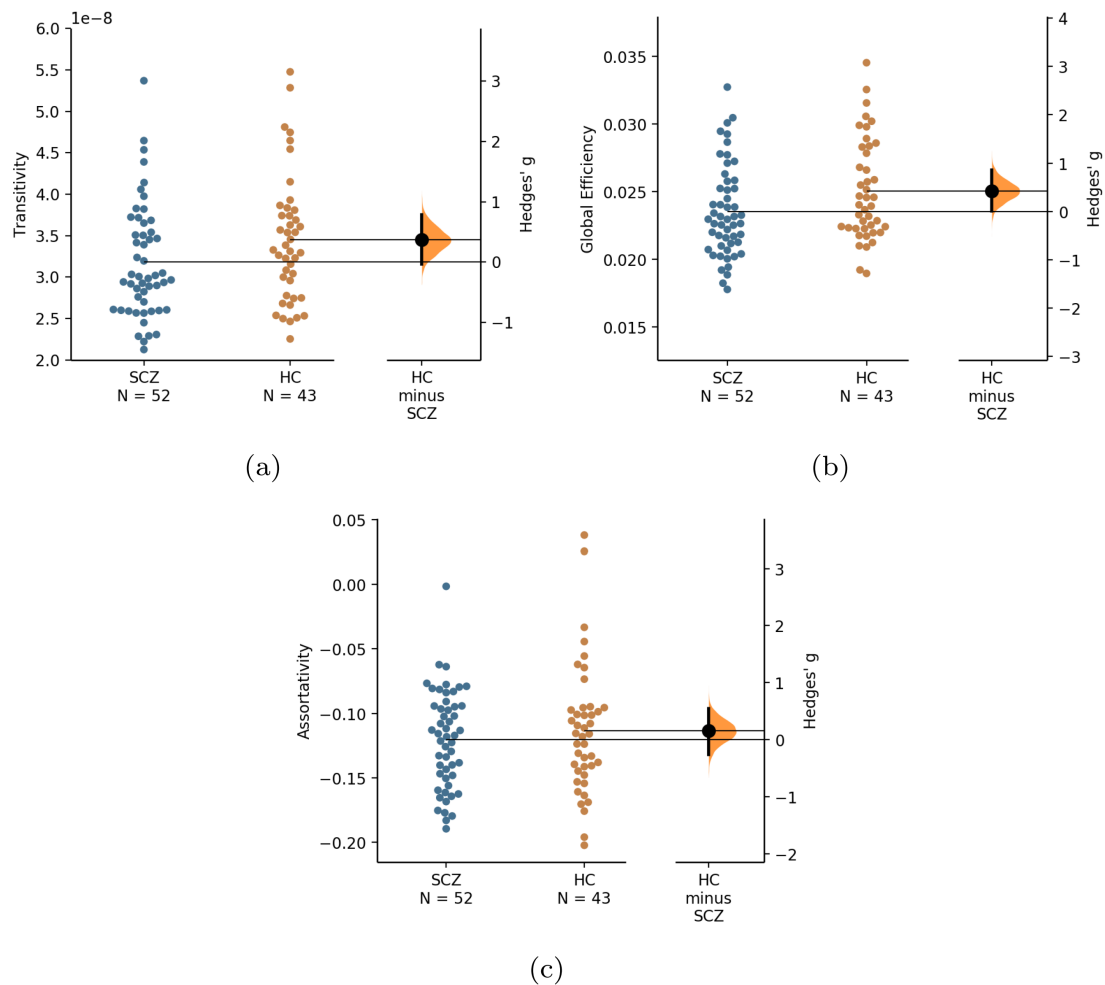 1e−8
6.0
5.5
5.0
4.5
4.0
3.5
3.0
2.5
2.0
Transitivity
3
2
1
0
−1
Hedges' g
SCZ
N = 52
HC
N = 43
HC
minus
SCZ
(a)
0.035
0.030
0.025
0.020
0.015
Global Efficiency
4
3
2
1
0
−1
−2
−3
Hedges' g
SCZ
N = 52
HC
N = 43
HC
minus
SCZ
(b)
0.05
0.00
−0.05
−0.10
−0.15
−0.20
Assortativity
3
2
1
0
−1
−2
Hedges' g
SCZ
N = 52
HC
N = 43
HC
minus
SCZ
(c)